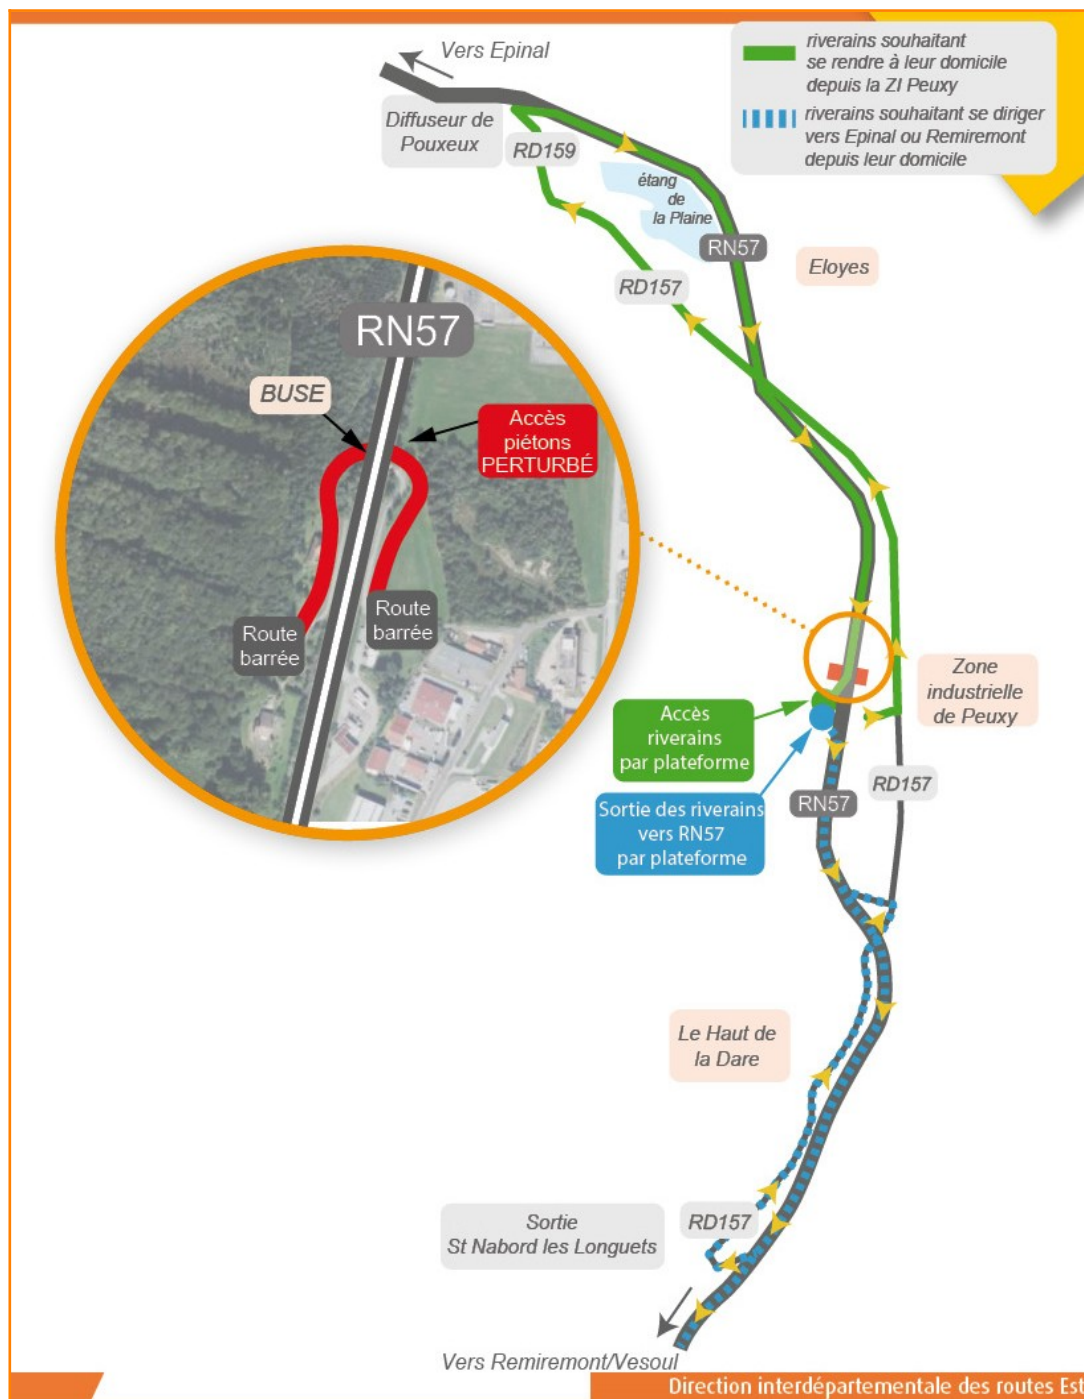 Vers Epinal
riverains souhaitant
se rendre à leur domicile
depuis la ZI Peuxy
riverains souhaitant se diriger
vers Epinal ou Remiremont
depuis leur domicile
Diffuseur de
Pouxeux
RD159
étang
de
la Plaine
RN57
Eloyes
RD157
RN57
BUSE
Accès
piétons
PERTURBÉ
Route
barrée
Route
barrée
Zone
industrielle
de Peuxy
Accès
riverains
par plateforme
RD157
RN57
Sortie des riverains
vers RN57
par plateforme
Le Haut de
la Dare
Sortie
St Nabord les Longuets
RD157
Vers Remiremont/Vesoul
Direction interdépartementale des routes Est